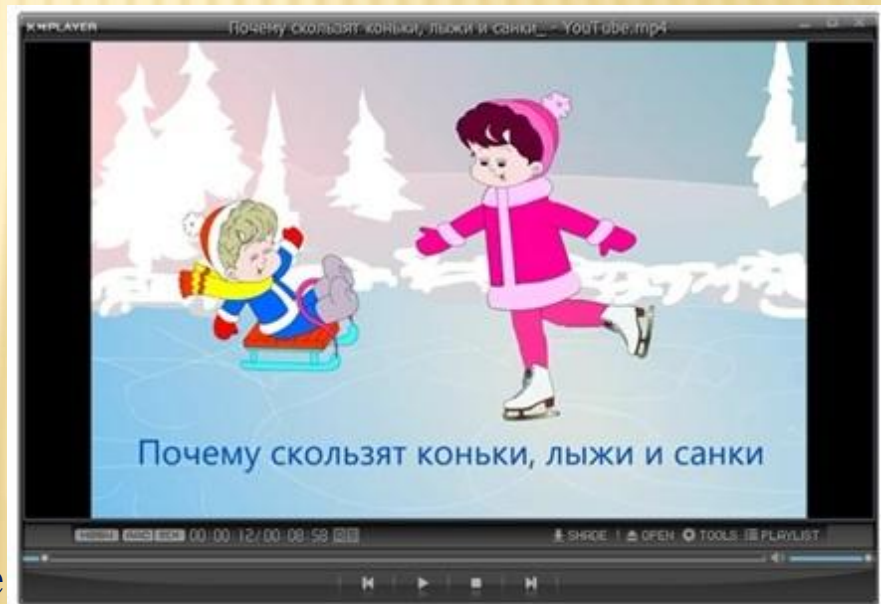 KMPLAYER Почему скользят коньки, лыжи и санки_ - YouTube.mp4
Почему скользят коньки, лыжи и санки
00:00:12/00:08:58 SHADE OPEN TOOLS PLAYLIST
е